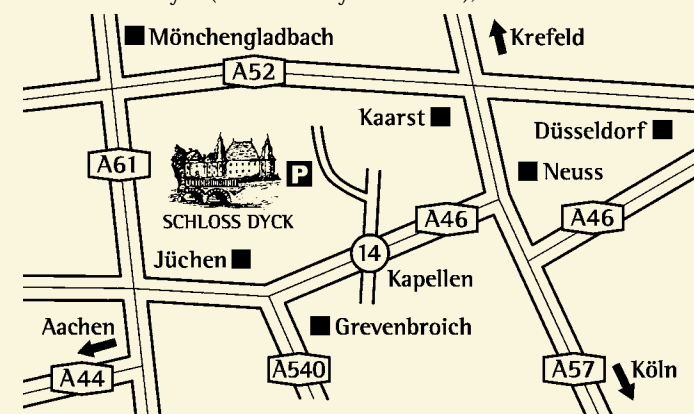 Mönchengladbach
Krefeld
A52
Kaarst
Düsseldorf
A61
P
Neuss
SCHLOSS DYCK
A46
A46
Jüchen
14
Kapellen
Aachen
Grevenbroich
A44
A540
A57
Köln